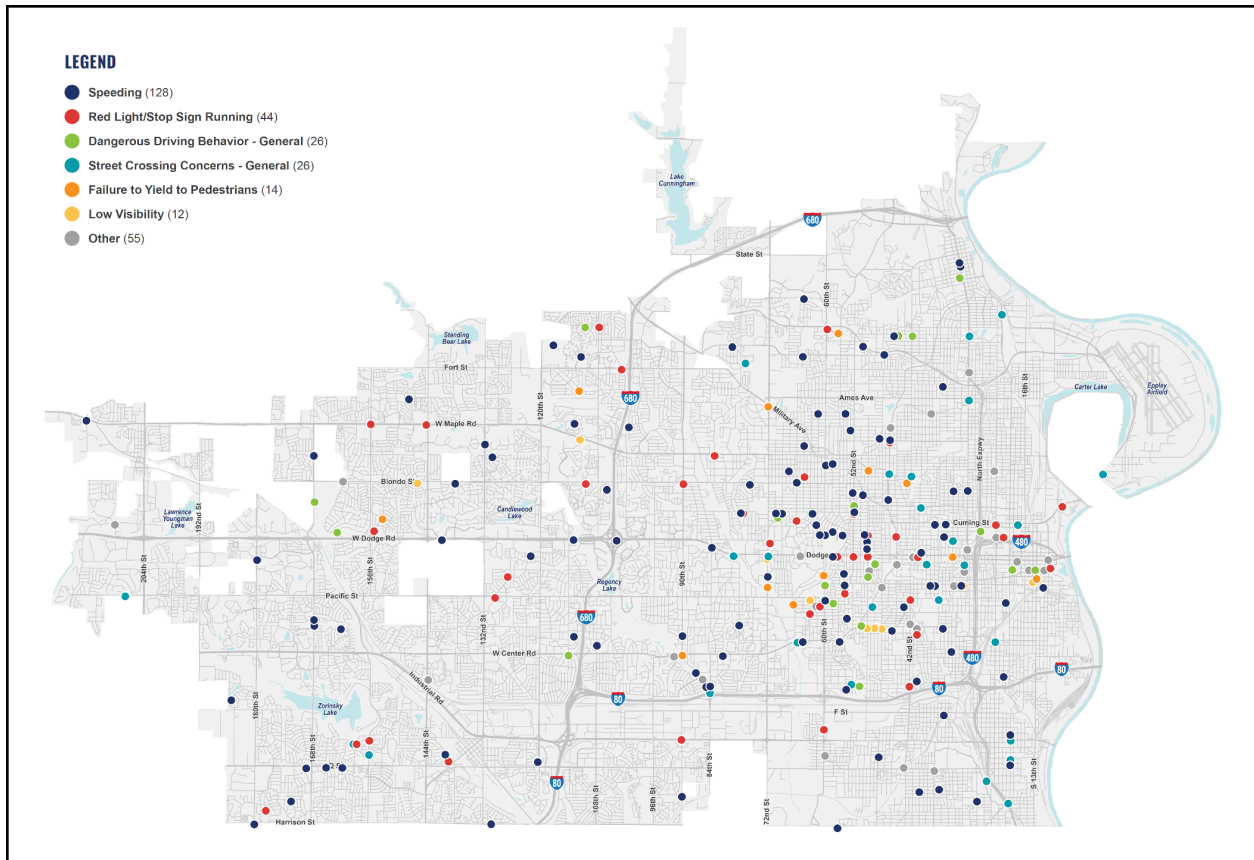 LEGEND
Speeding (128)
Red Light/Stop Sign Running (44)
Dangerous Driving Behavior - General (26)
Street Crossing Concerns - General (26)
Failure to Yield to Pedestrians (14)
Low Visibility (12)
Other (55)
Lake
Cunningham
680
State St
60th St
Standing
Bear Lake
Fort St
120th St
680
Military Ave
Ames Ave
16th St
Carter Lake
Eppley
Airfield
W Maple Rd
52nd St
North Expwy
Blondo S
Lawrence
Youngman
Lake
192nd St
Candlewood
Lake
Cuming St
480
W Dodge Rd
156th St
204th St
Dodge
90th St
Regency
Lake
Pacific St
680
132nd St
60th St
42nd St
W Center Rd
480
80
Industrial Rd
80
80
F St
180th St
Zorinsky
Lake
168th St
144th St
Q
84th St
S 13th St
80
108th St
96th St
72nd St
Harrison St